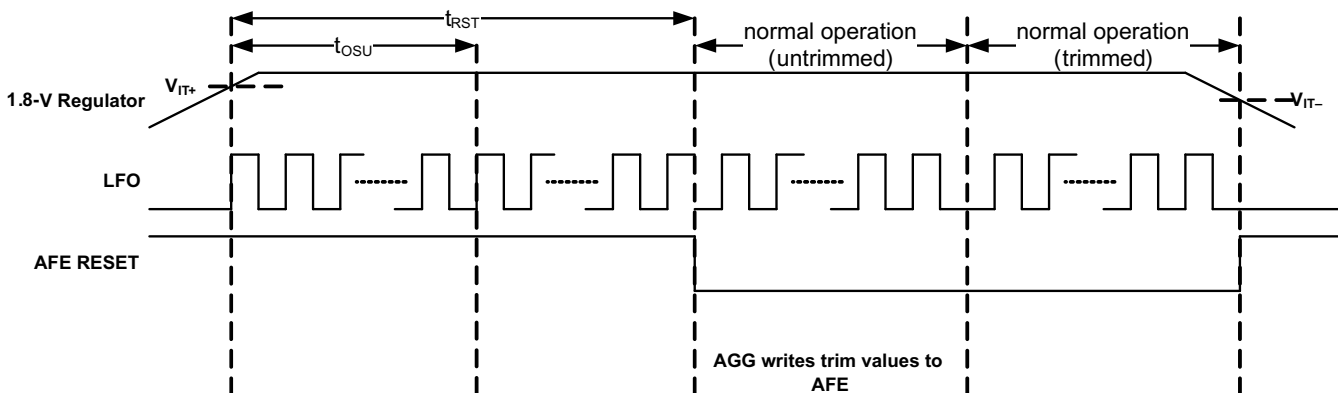 tRST
tOSU
normal operation
(untrimmed)
normal operation
(trimmed)
VIT+
1.8-V Regulator
VIT–
LFO
AFE RESET
AGG writes trim values to
AFE